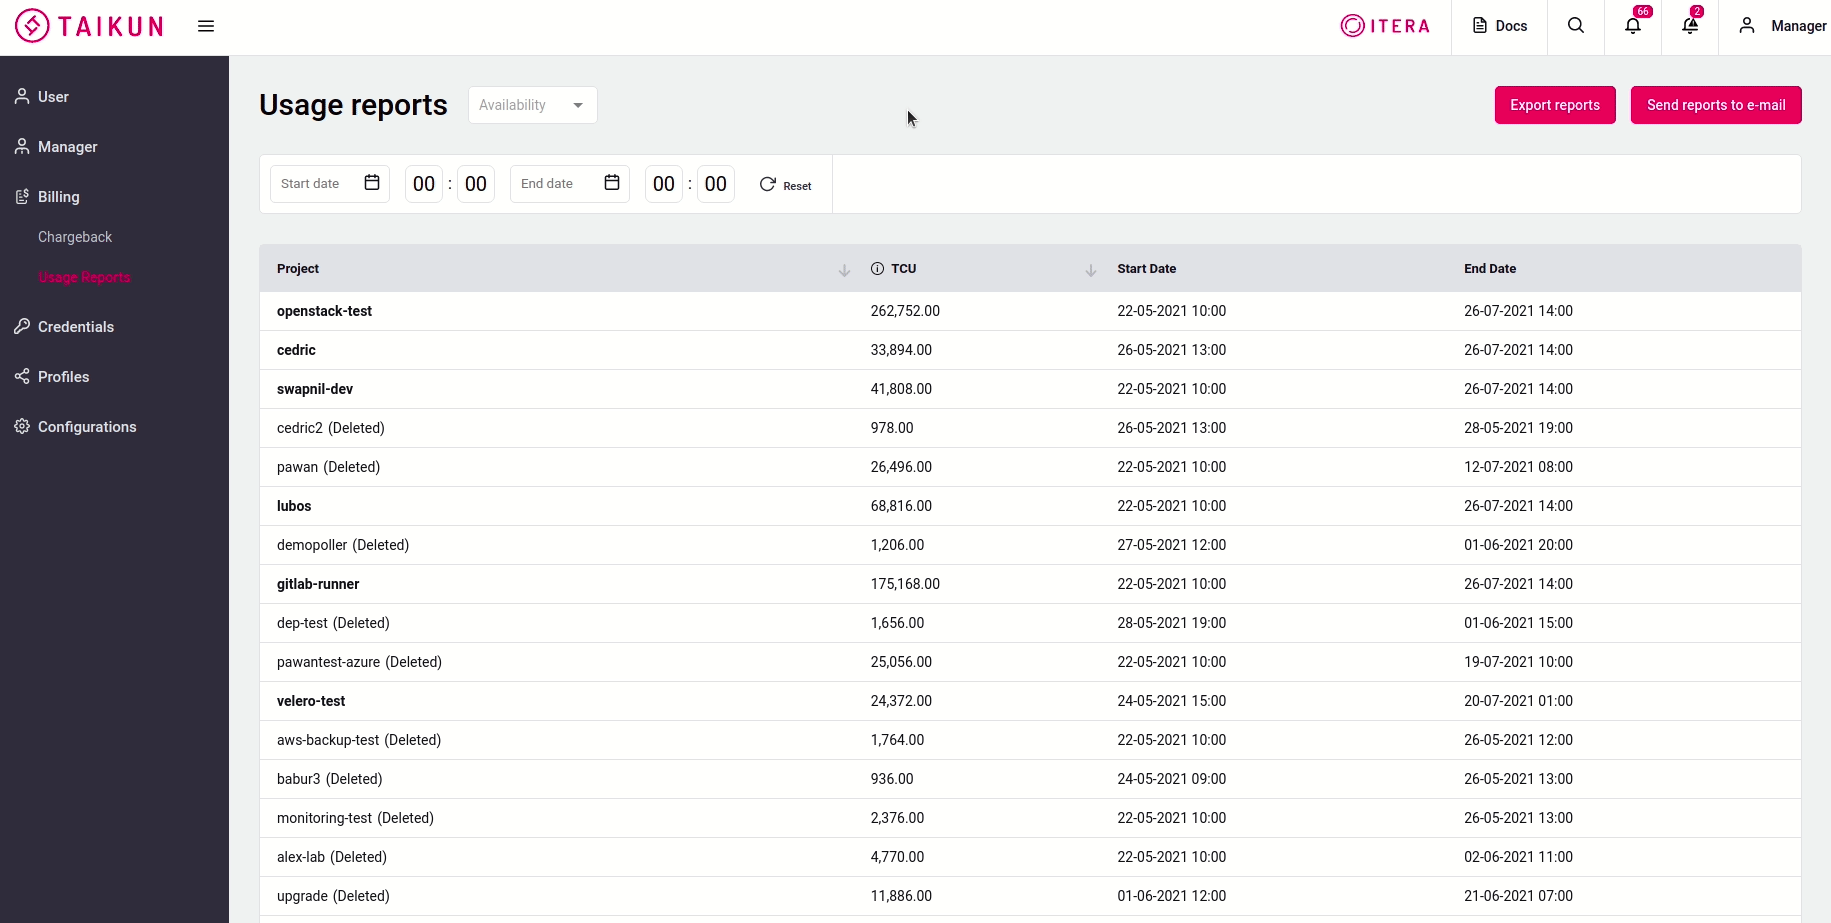 TAIKUN
ITERA
Docs
66
2
Manager
User
Manager
Billing
Chargeback
Usage Reports
Credentials
Profiles
Configurations
Usage reports
Availability
Export reports
Send reports to e-mail
Start date 00 : 00 End date 00 : 00 Reset
Project TCU Start Date End Date
openstack-test 262,752.00 22-05-2021 10:00 26-07-2021 14:00
cedric 33,894.00 26-05-2021 13:00 26-07-2021 14:00
swapnil-dev 41,808.00 22-05-2021 10:00 26-07-2021 14:00
cedric2 (Deleted) 978.00 26-05-2021 13:00 28-05-2021 19:00
pawan (Deleted) 26,496.00 22-05-2021 10:00 12-07-2021 08:00
lubos 68,816.00 22-05-2021 10:00 26-07-2021 14:00
demopoller (Deleted) 1,206.00 27-05-2021 12:00 01-06-2021 20:00
gitlab-runner 175,168.00 22-05-2021 10:00 26-07-2021 14:00
dep-test (Deleted) 1,656.00 28-05-2021 19:00 01-06-2021 15:00
pawantest-azure (Deleted) 25,056.00 22-05-2021 10:00 19-07-2021 10:00
velero-test 24,372.00 24-05-2021 15:00 20-07-2021 01:00
aws-backup-test (Deleted) 1,764.00 22-05-2021 10:00 26-05-2021 12:00
babur3 (Deleted) 936.00 24-05-2021 09:00 26-05-2021 13:00
monitoring-test (Deleted) 2,376.00 22-05-2021 10:00 26-05-2021 13:00
alex-lab (Deleted) 4,770.00 22-05-2021 10:00 02-06-2021 11:00
upgrade (Deleted) 11,886.00 01-06-2021 12:00 21-06-2021 07:00